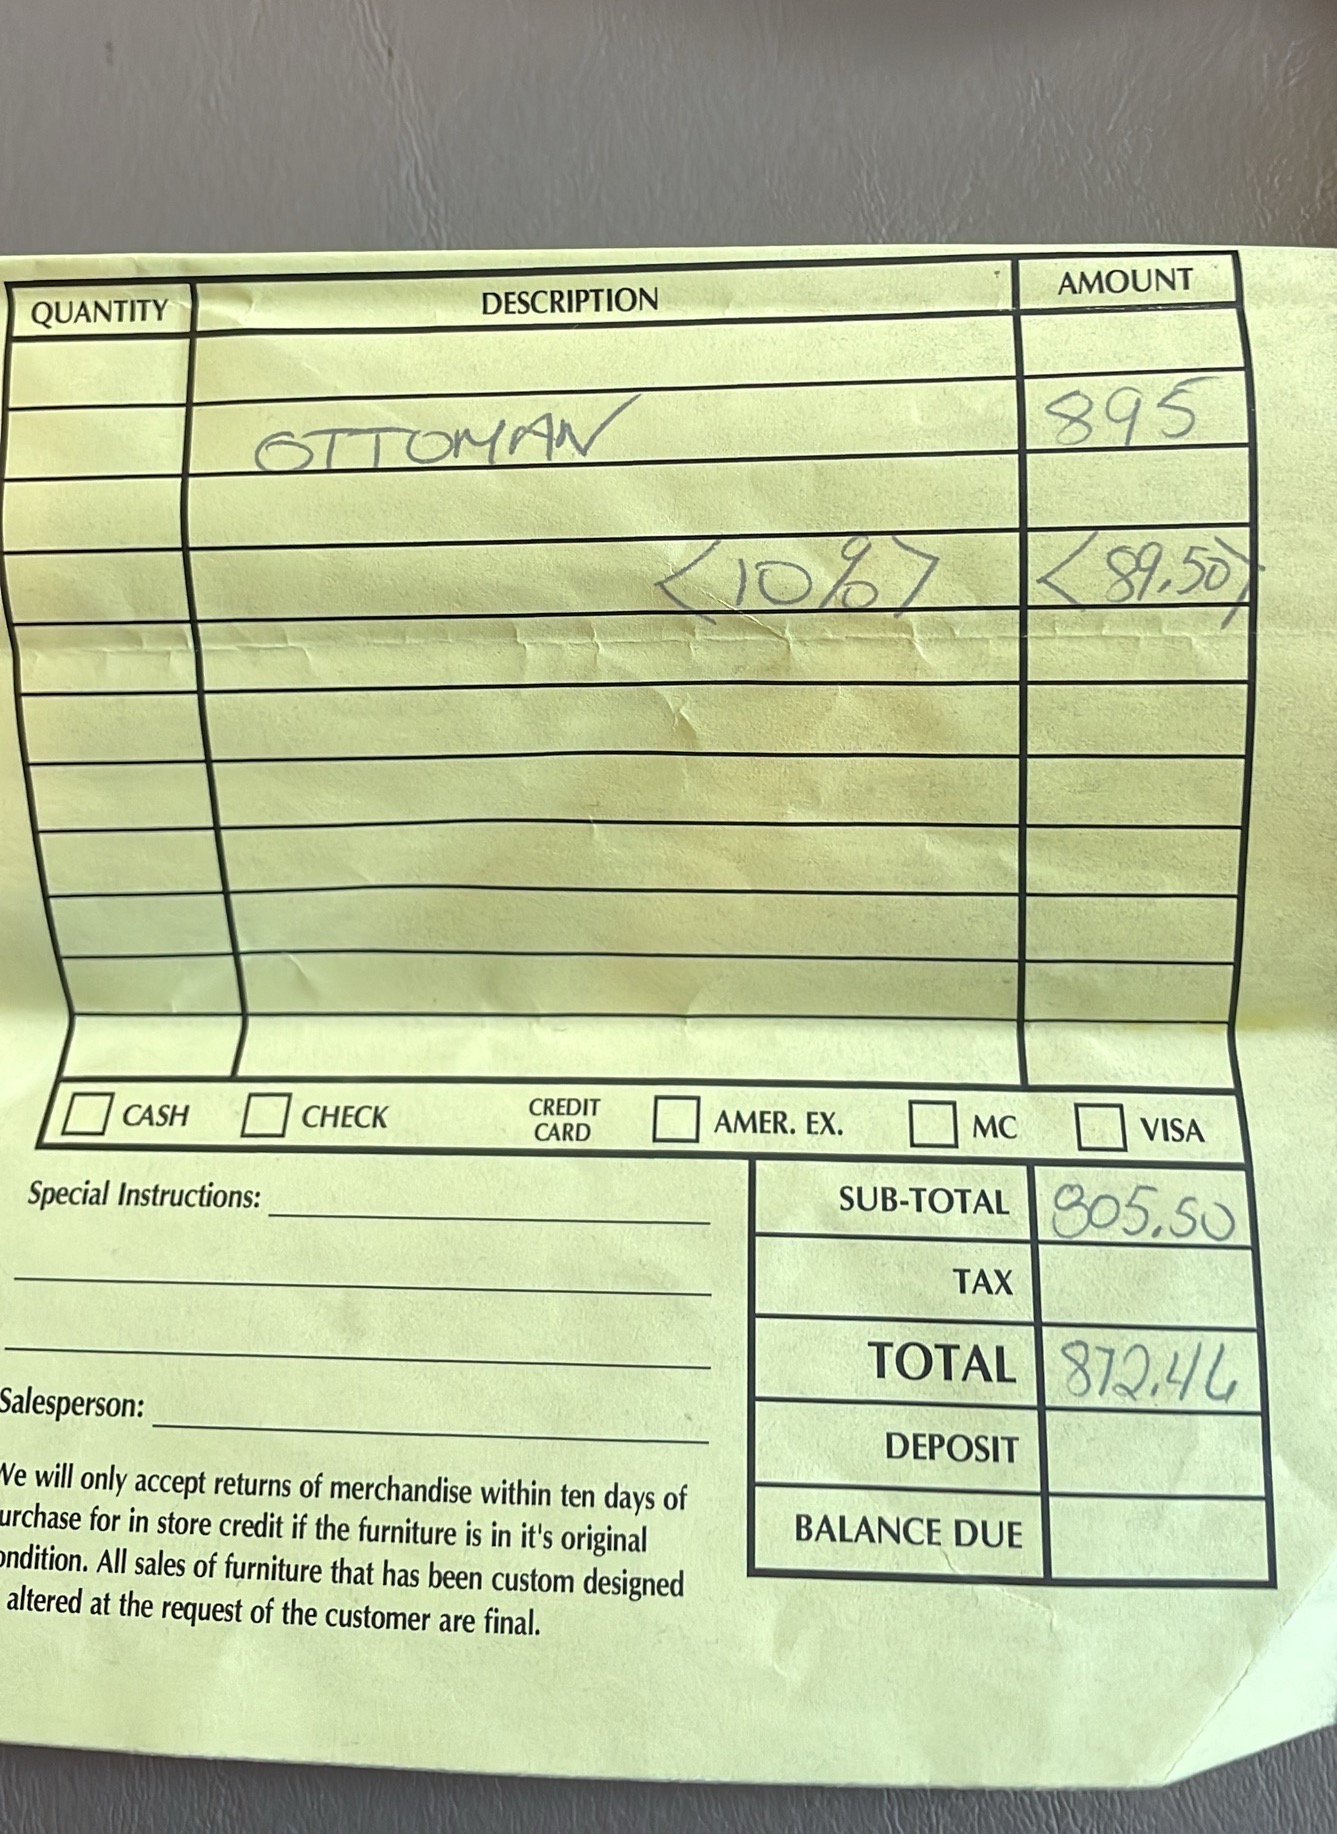 QUANTITY DESCRIPTION AMOUNT
OTTOMAN 895
<10%> <89.50>
CASH CHECK CREDIT CARD AMER. EX. MC VISA
Special Instructions:
SUB-TOTAL 805.50
TAX
TOTAL 872.46
Salesperson:
DEPOSIT
BALANCE DUE
We will only accept returns of merchandise within ten days of
urchase for in store credit if the furniture is in it's original
ondition. All sales of furniture that has been custom designed
altered at the request of the customer are final.